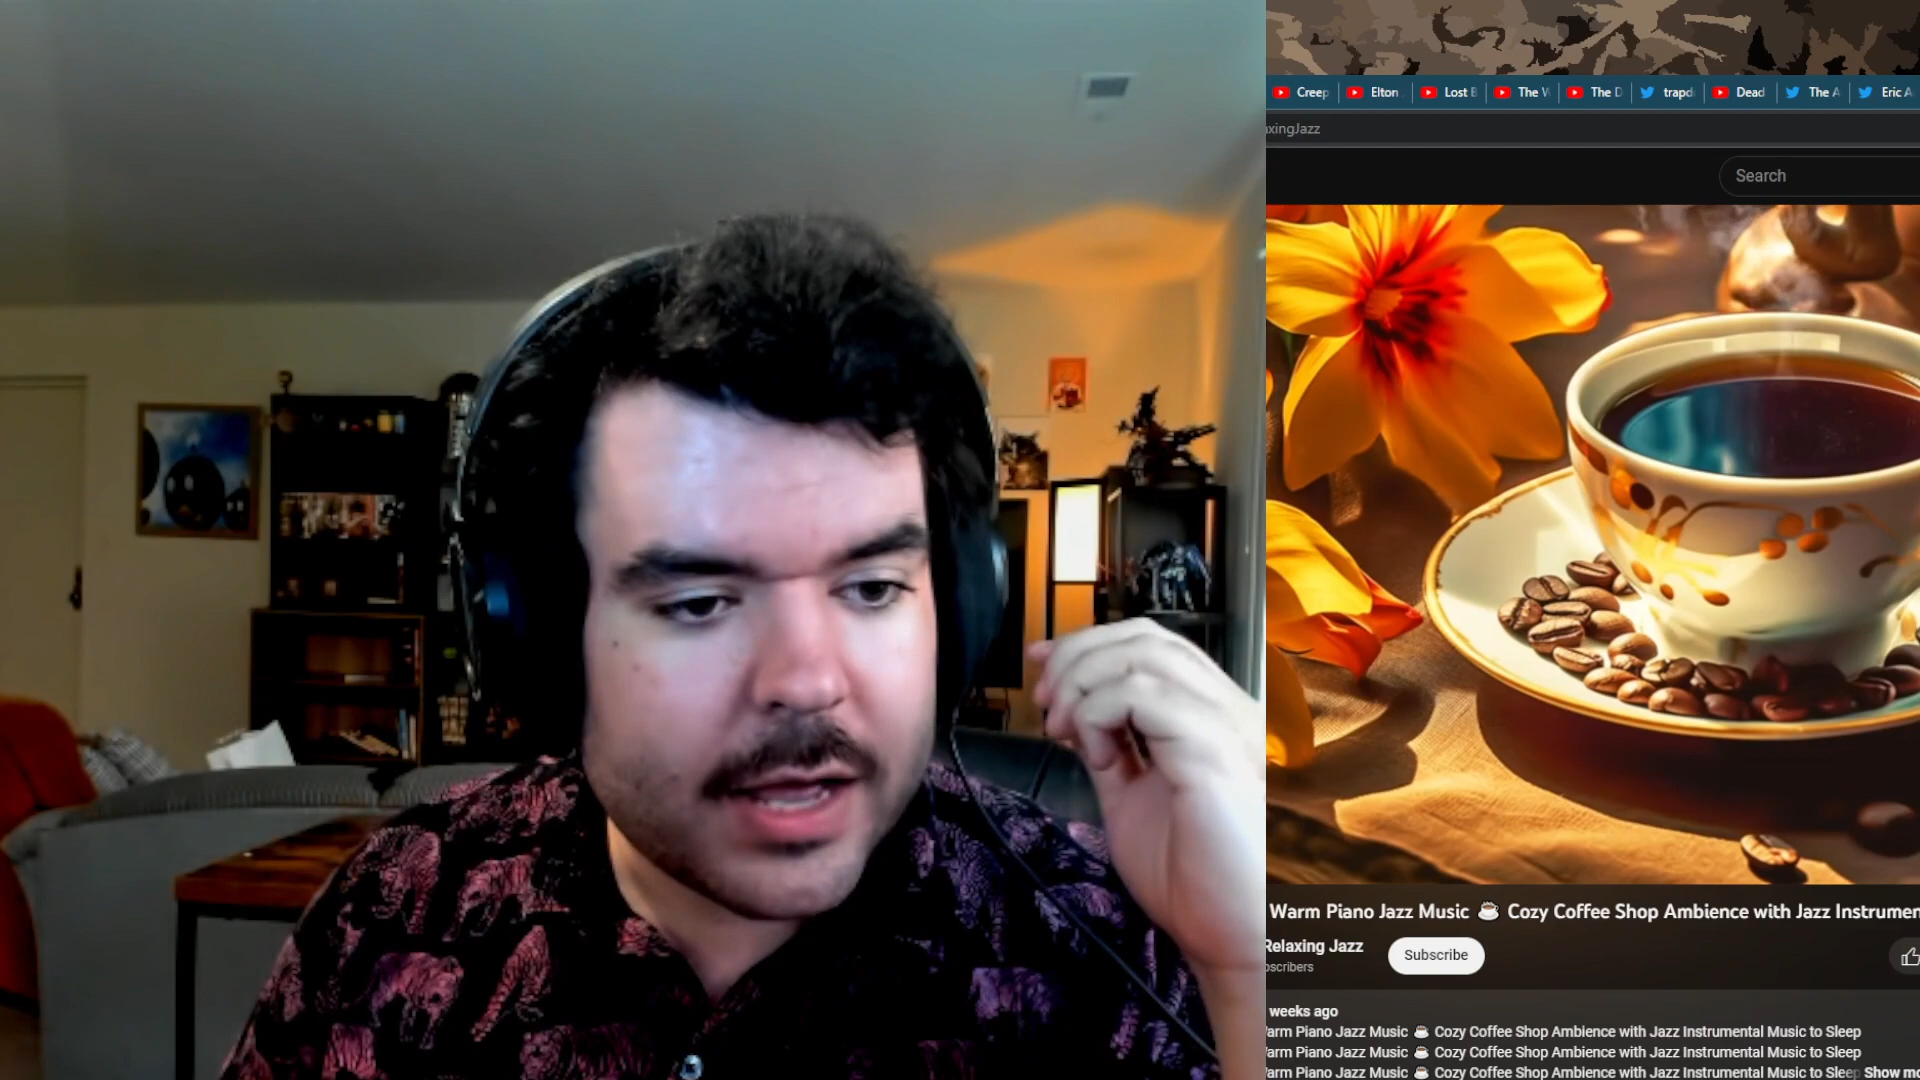 Creep
Elton
Lost B
The W
The D
trapd
Dead
The A
Eric A
xingJazz
Search
Warm Piano Jazz Music ☕ Cozy Coffee Shop Ambience with Jazz Instrumen
Relaxing Jazz
bscribers
Subscribe
weeks ago
arm Piano Jazz Music ☕ Cozy Coffee Shop Ambience with Jazz Instrumental Music to Sleep
arm Piano Jazz Music ☕ Cozy Coffee Shop Ambience with Jazz Instrumental Music to Sleep
arm Piano Jazz Music ☕ Cozy Coffee Shop Ambience with Jazz Instrumental Music to Sleep Show mo